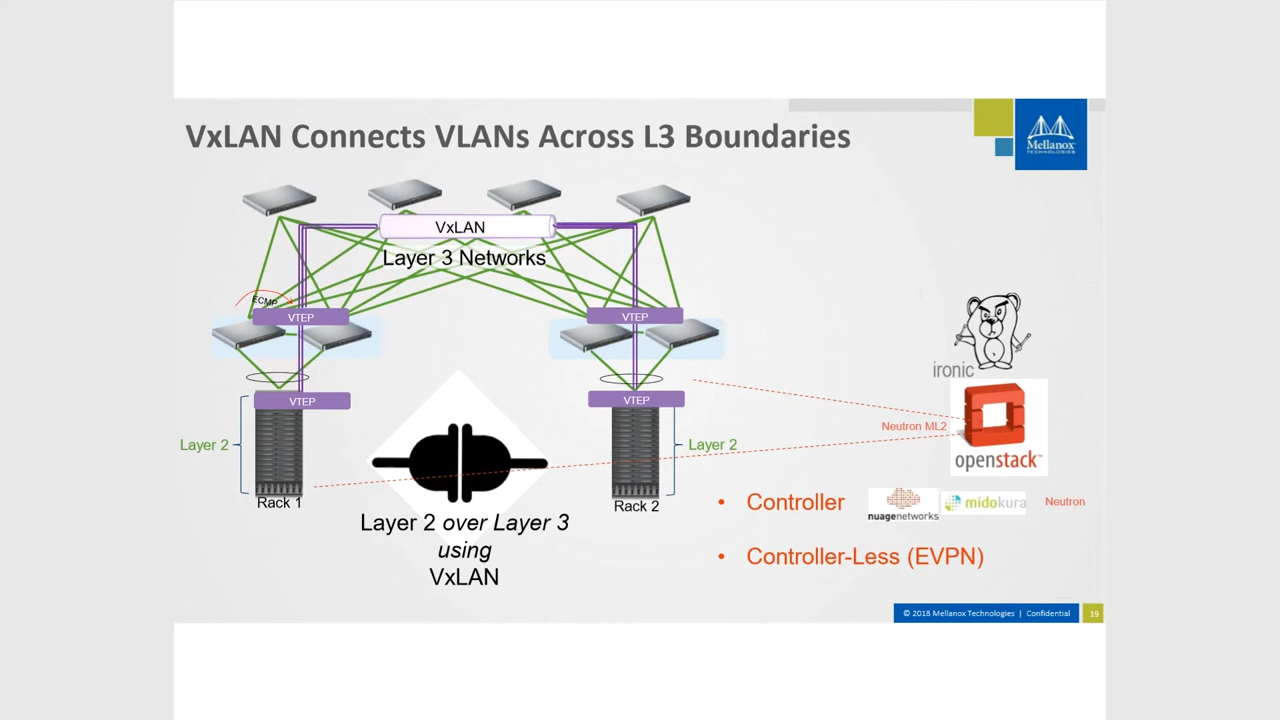 VxLAN Connects VLANs Across L3 Boundaries
Mellanox
TECHNOLOGIES
VxLAN
Layer 3 Networks
ECMP
VTEP
VTEP
VTEP
VTEP
Layer 2
Layer 2
Rack 1
Rack 2
Layer 2 over Layer 3
using
VxLAN
ironic
Neutron ML2
openstack™
• Controller
nuagenetworks
midokura
Neutron
• Controller-Less (EVPN)
© 2018 Mellanox Technologies | Confidential
19